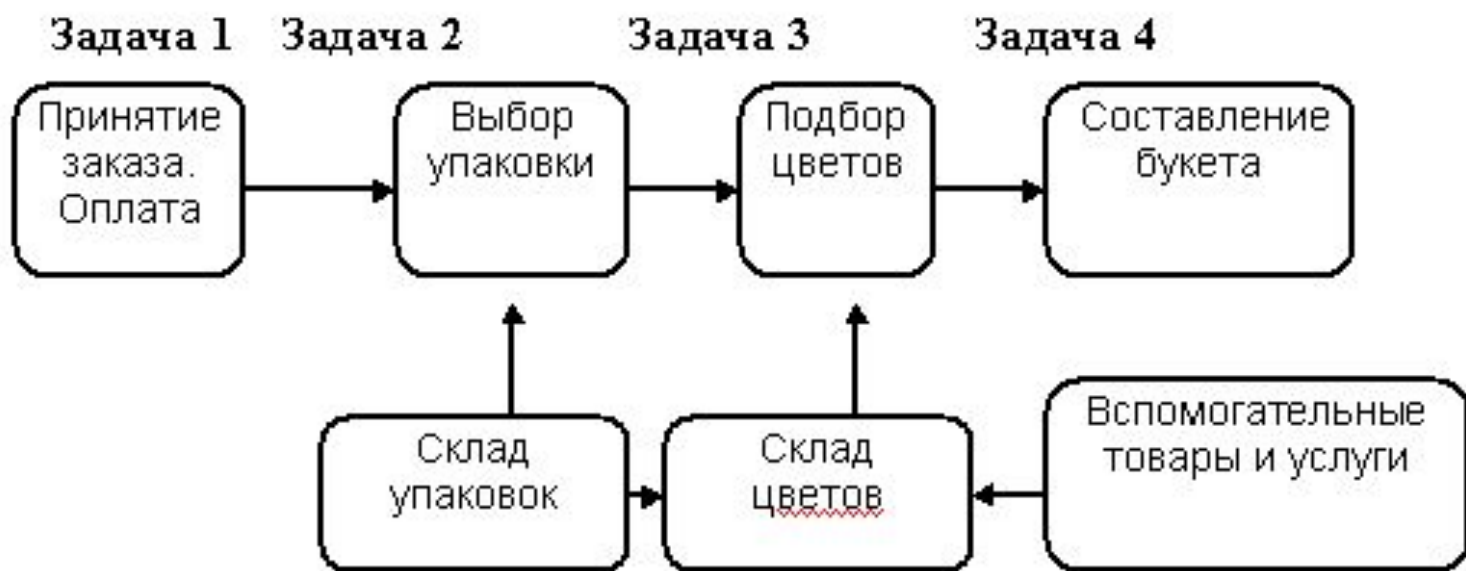 Задача 1 Задача 2 Задача 3 Задача 4
Принятие
заказа.
Оплата
Выбор
упаковки
Подбор
цветов
Составление
букета
Склад
упаковок
Склад
цветов
Вспомогательные
товары и услуги